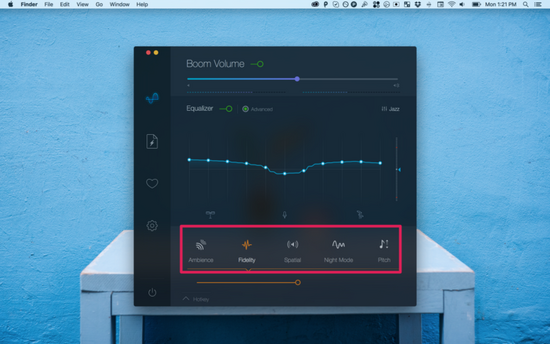 Finder File Edit View Go Window Help Mon 1:21 PM
Boom Volume
Equalizer Advanced Jazz
Ambience Fidelity Spatial Night Mode Pitch
HotKey